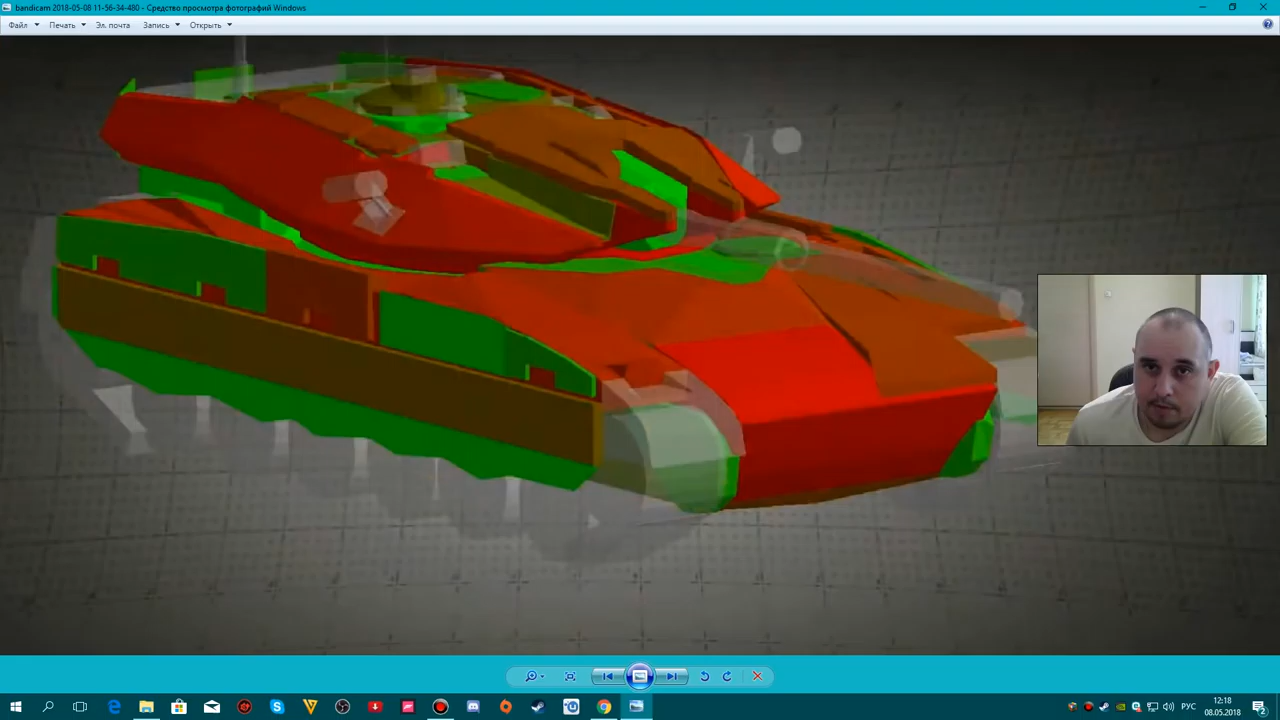 bandicam 2018-05-08 11-56-34-480 - Средство просмотра фотографий Windows
Файл Печать Эл. почта Запись Открыть
12:18
РУС
08.05.2018
2